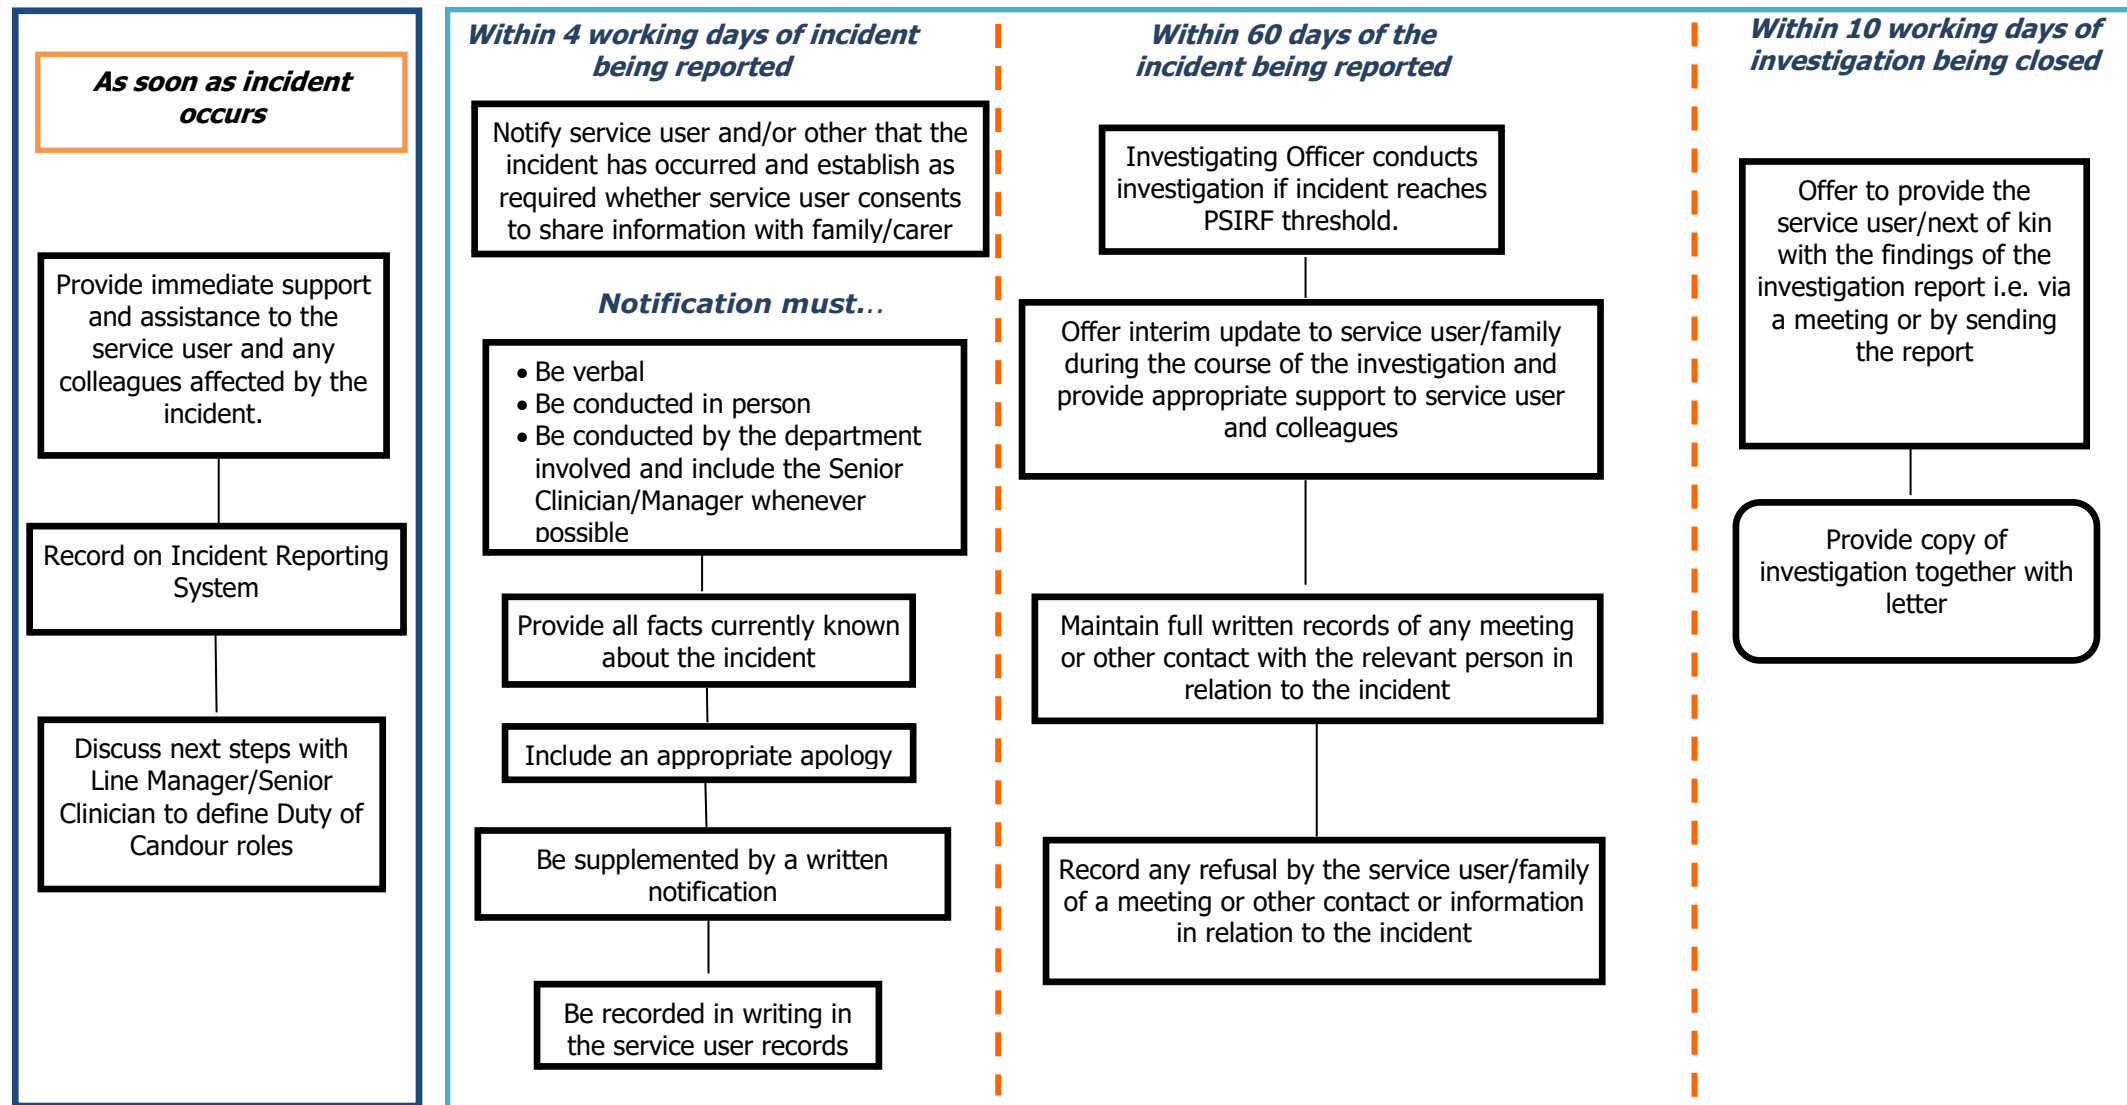 As soon as incident
occurs
Provide immediate support
and assistance to the
service user and any
colleagues affected by the
incident.
Record on Incident Reporting
System
Discuss next steps with
Line Manager/Senior
Clinician to define Duty of
Candour roles
Within 4 working days of incident
being reported
Notify service user and/or other that the
incident has occurred and establish as
required whether service user consents
to share information with family/carer
Notification must...
• Be verbal
• Be conducted in person
• Be conducted by the department
involved and include the Senior
Clinician/Manager whenever
possible
Provide all facts currently known
about the incident
Include an appropriate apology
Be supplemented by a written
notification
Be recorded in writing in
the service user records
Within 60 days of the
incident being reported
Investigating Officer conducts
investigation if incident reaches
PSIRF threshold.
Offer interim update to service user/family
during the course of the investigation and
provide appropriate support to service user
and colleagues
Maintain full written records of any meeting
or other contact with the relevant person in
relation to the incident
Record any refusal by the service user/family
of a meeting or other contact or information
in relation to the incident
Within 10 working days of
investigation being closed
Offer to provide the
service user/next of kin
with the findings of the
investigation report i.e. via
a meeting or by sending
the report
Provide copy of
investigation together with
letter